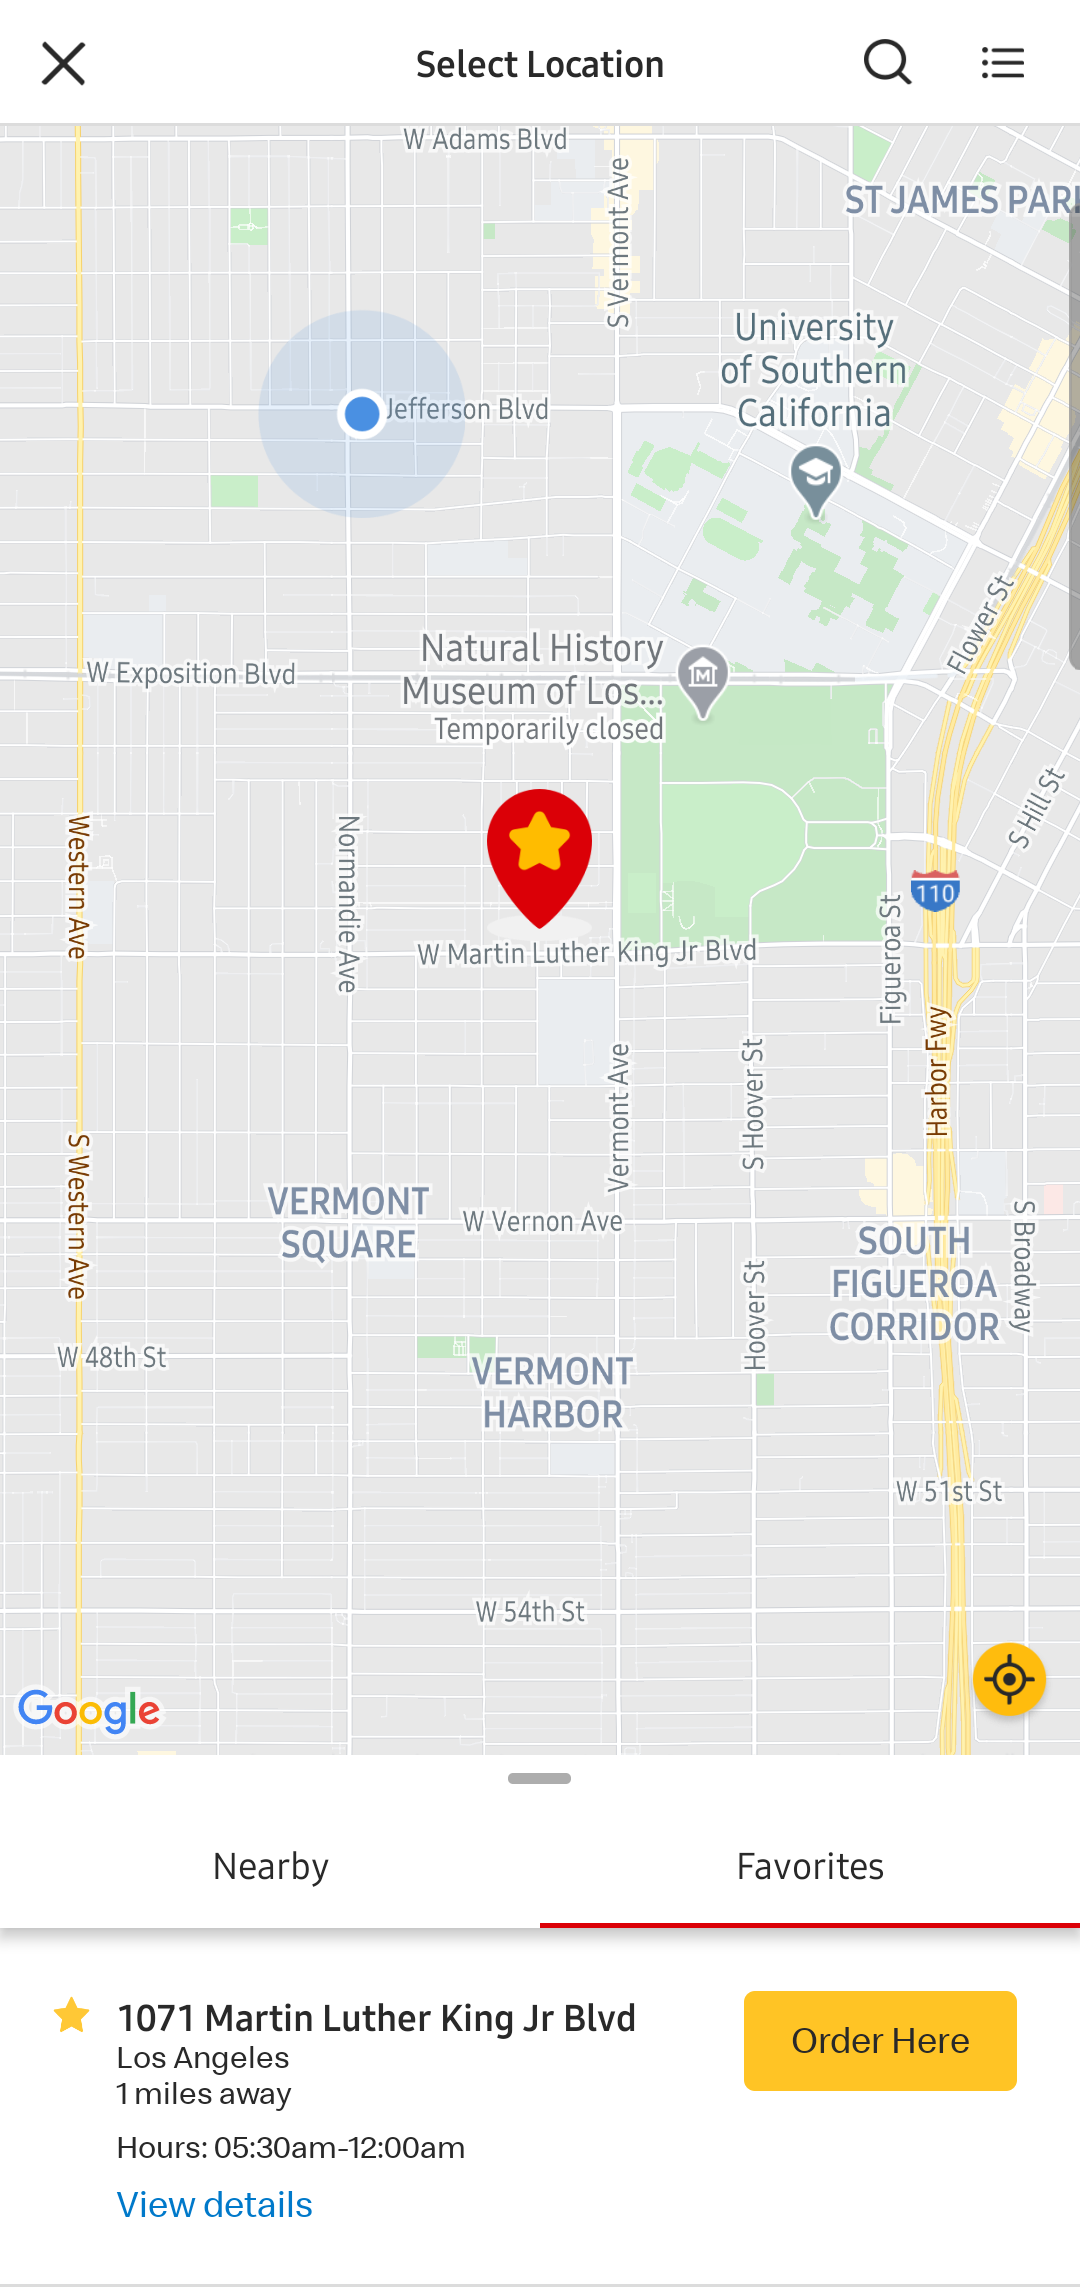 Select Location
W Adams Blvd
S Vermont Ave
ST JAMES PAR
University
of Southern
California
Jefferson Blvd
Flower St
Natural History
Museum of Los...
Temporarily closed
W Exposition Blvd
S Hill St
Western Ave
Normandie Ave
110
Figueroa St
W Martin Luther King Jr Blvd
Harbor Fwy
Vermont Ave
S Hoover St
S Western Ave
VERMONT
SQUARE
W Vernon Ave
S Broadway
SOUTH
FIGUEROA
CORRIDOR
Hoover St
W 48th St
VERMONT
HARBOR
W 51st St
W 54th St
Google
Nearby
Favorites
1071 Martin Luther King Jr Blvd
Los Angeles
1 miles away
Order Here
Hours: 05:30am-12:00am
View details